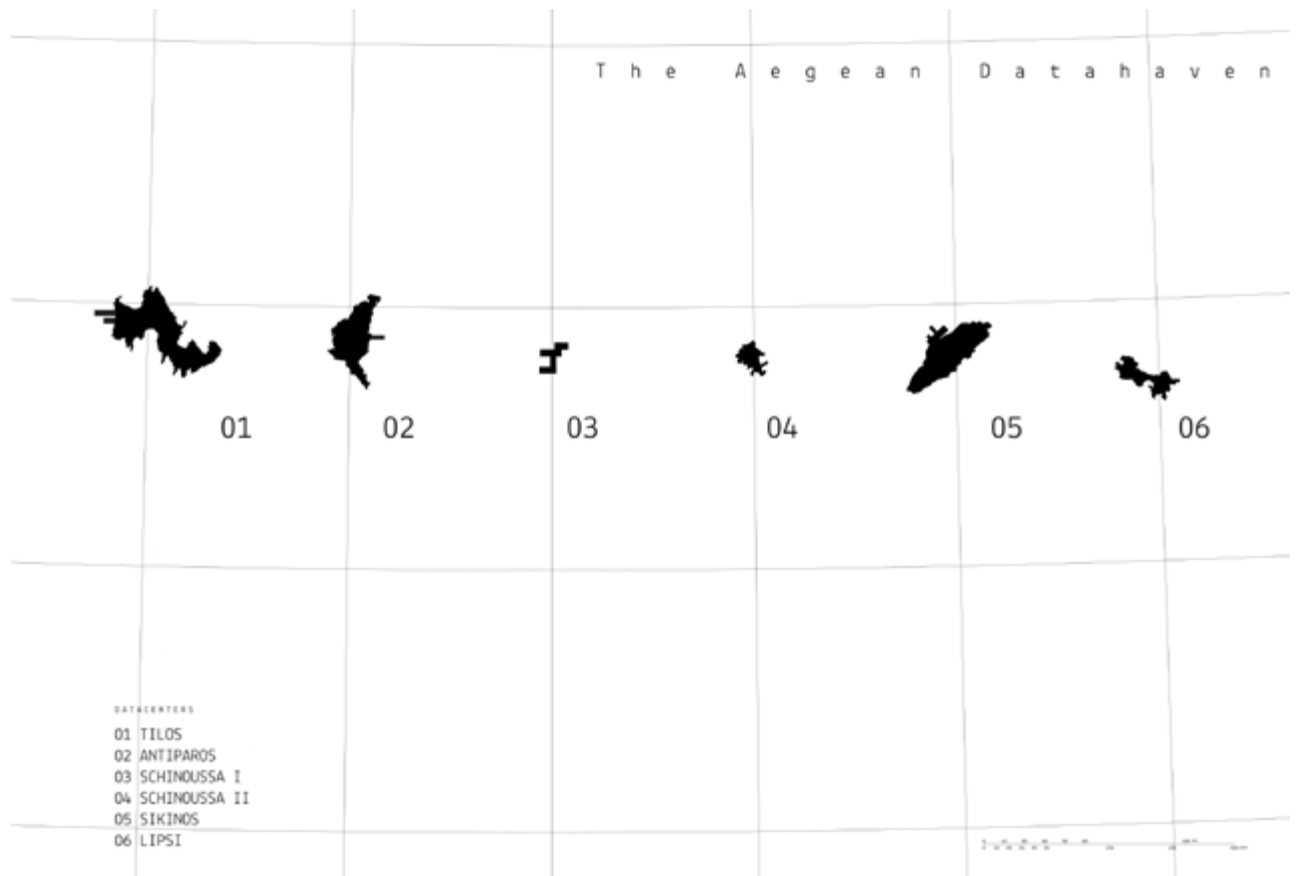 The Aegean Datahaven
01
02
03
04
05
06
DATACENTERS
01 TILOS
02 ANTIPAROS
03 SCHINOUSSA I
04 SCHINOUSSA II
05 SIKINOS
06 LIPSI